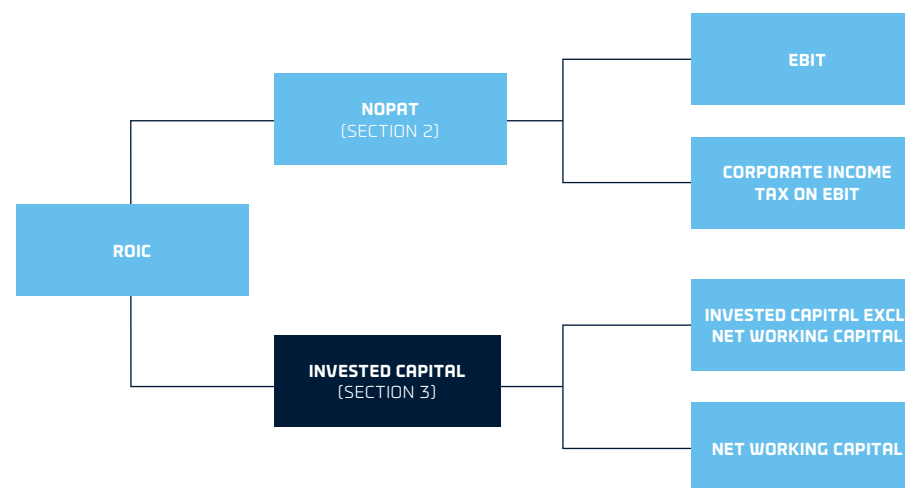 EBIT
NOPAT
(SECTION 2)
CORPORATE INCOME
TAX ON EBIT
ROIC
INVESTED CAPITAL EXCL
NET WORKING CAPITAL
INVESTED CAPITAL
(SECTION 3)
NET WORKING CAPITAL